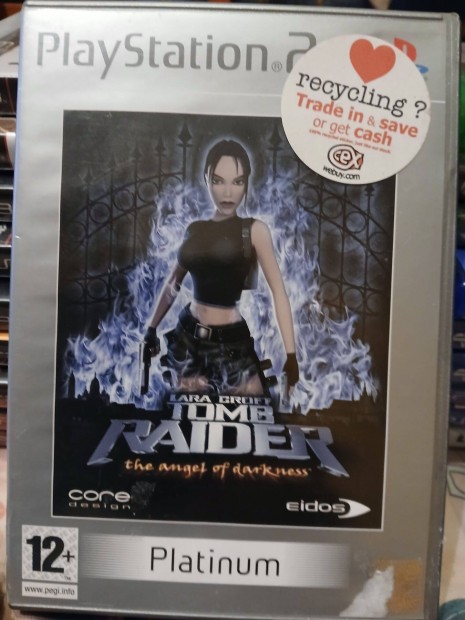 PlayStation®2
recycling ?
Trade in & save
or get cash
cex
webuy.com
LARA CROFT
TOMB
RAIDER
the angel of darkness
core
design
eidos
12+
www.pegi.info
Platinum